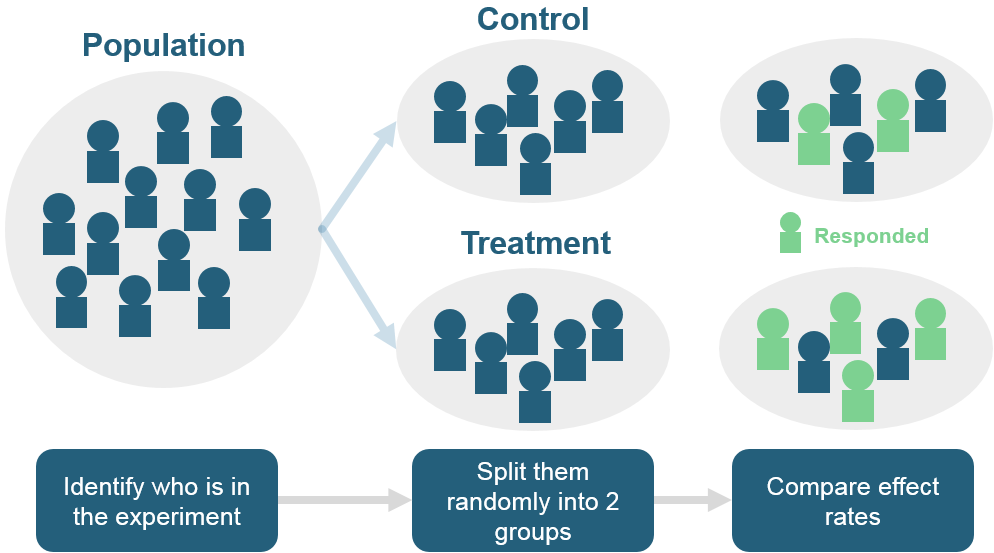 Population
Control
Treatment
Responded
Identify who is in
the experiment
Split them
randomly into 2
groups
Compare effect
rates